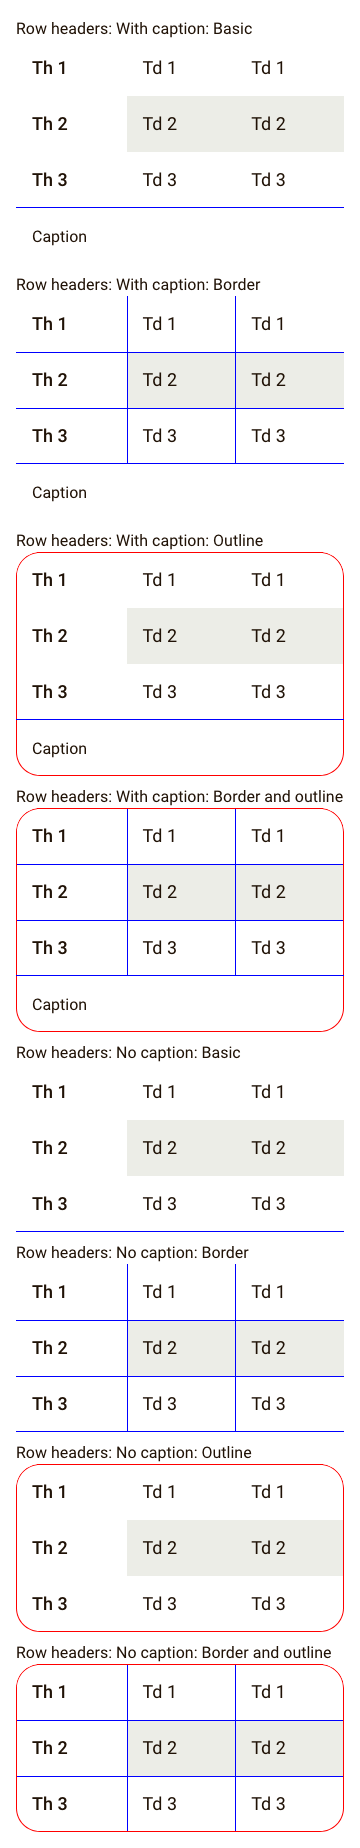 Row headers: With caption: Basic
Th 1 Td 1 Td 1
Th 2 Td 2 Td 2
Th 3 Td 3 Td 3
Caption
Row headers: With caption: Border
Th 1 Td 1 Td 1
Th 2 Td 2 Td 2
Th 3 Td 3 Td 3
Caption
Row headers: With caption: Outline
Th 1 Td 1 Td 1
Th 2 Td 2 Td 2
Th 3 Td 3 Td 3
Caption
Row headers: With caption: Border and outline
Th 1 Td 1 Td 1
Th 2 Td 2 Td 2
Th 3 Td 3 Td 3
Caption
Row headers: No caption: Basic
Th 1 Td 1 Td 1
Th 2 Td 2 Td 2
Th 3 Td 3 Td 3
Row headers: No caption: Border
Th 1 Td 1 Td 1
Th 2 Td 2 Td 2
Th 3 Td 3 Td 3
Row headers: No caption: Outline
Th 1 Td 1 Td 1
Th 2 Td 2 Td 2
Th 3 Td 3 Td 3
Row headers: No caption: Border and outline
Th 1 Td 1 Td 1
Th 2 Td 2 Td 2
Th 3 Td 3 Td 3